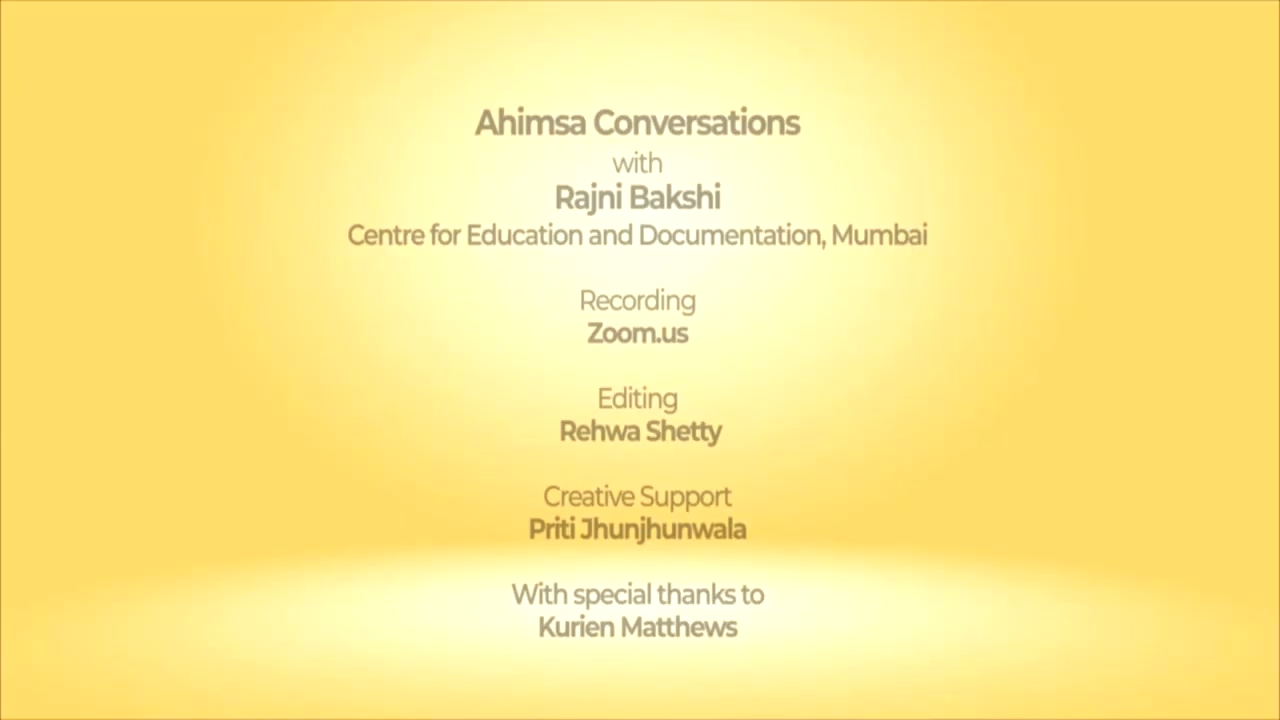 Ahimsa Conversations
with
Rajni Bakshi
Centre for Education and Documentation, Mumbai
Recording
Zoom.us
Editing
Rehwa Shetty
Creative Support
Priti Jhunjhunwala
With special thanks to
Kurien Matthews